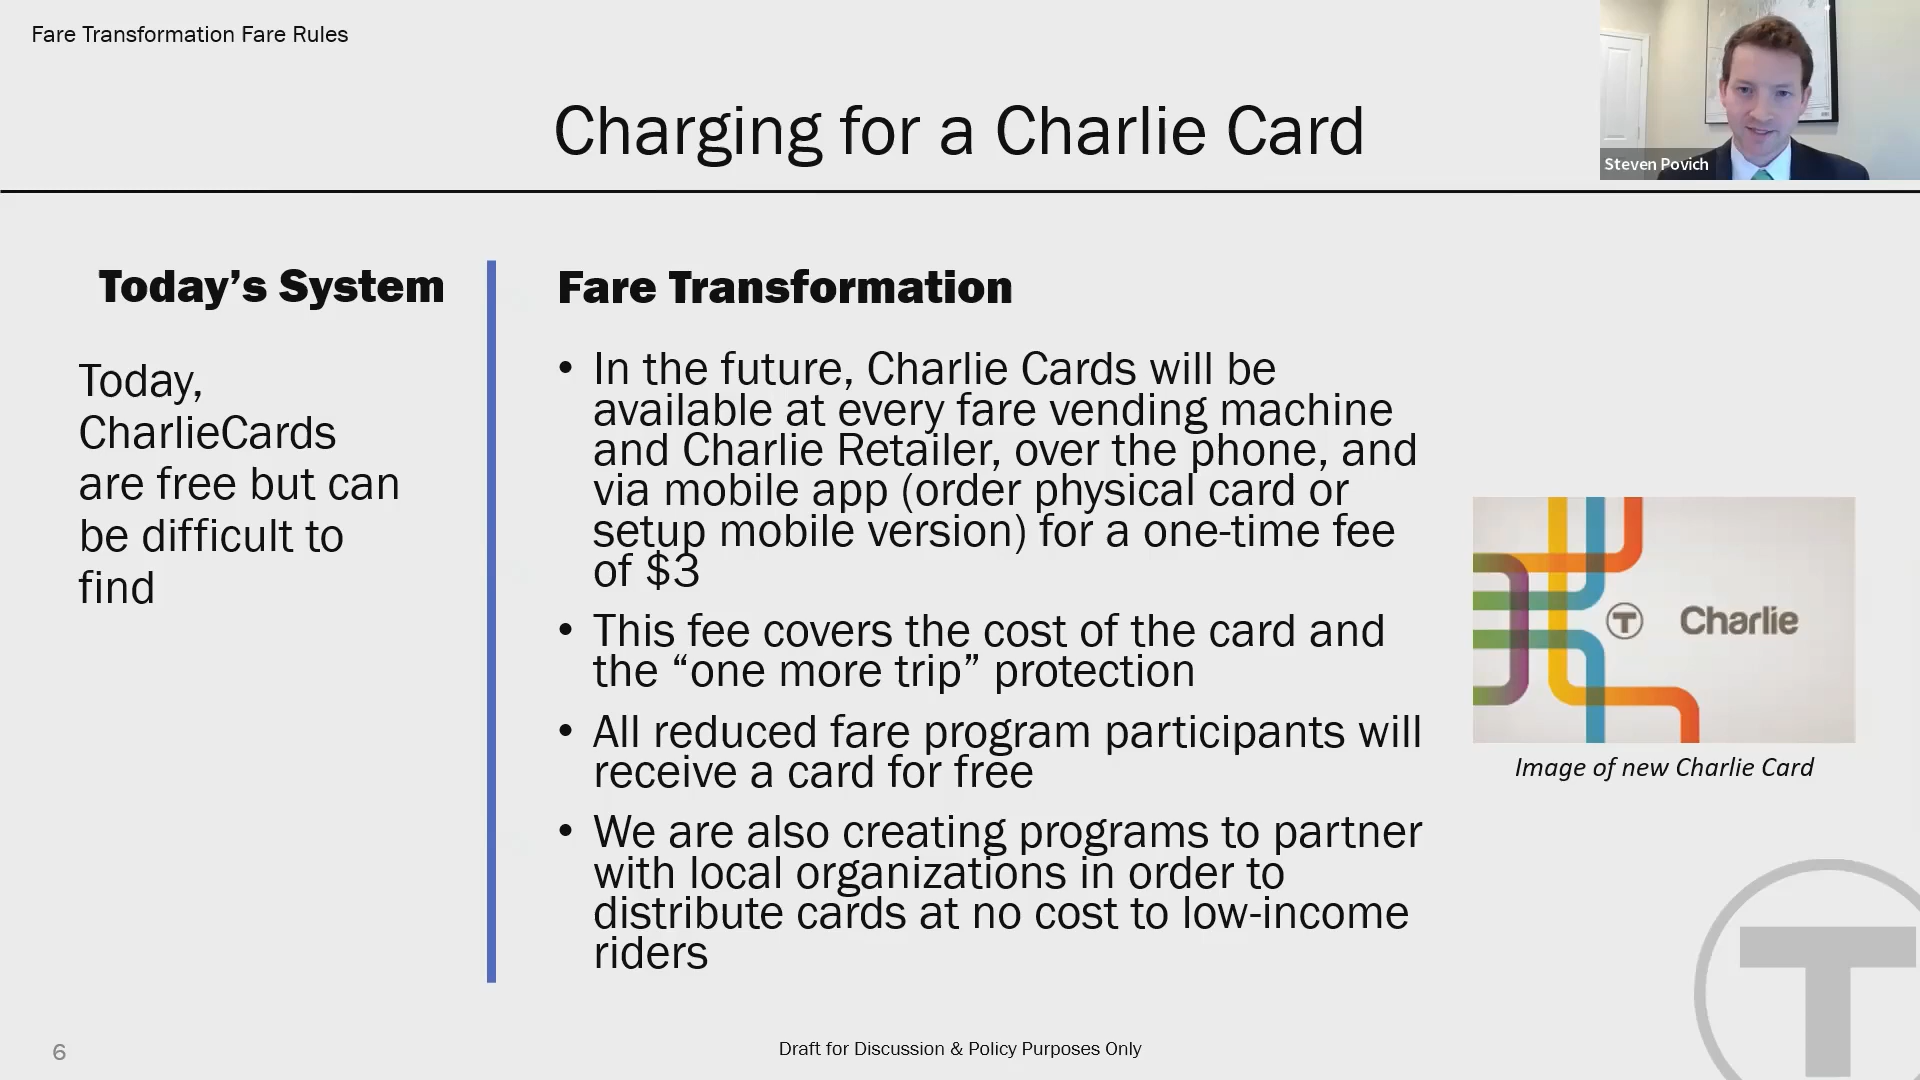 Fare Transformation Fare Rules
Charging for a Charlie Card
Steven Povich
Today’s System
Today,
CharlieCards
are free but can
be difficult to
find
Fare Transformation
• In the future, Charlie Cards will be
available at every fare vending machine
and Charlie Retailer, over the phone, and
via mobile app (order physical card or
setup mobile version) for a one-time fee
of $3
• This fee covers the cost of the card and
the “one more trip” protection
• All reduced fare program participants will
receive a card for free
• We are also creating programs to partner
with local organizations in order to
distribute cards at no cost to low-income
riders
T Charlie
Image of new Charlie Card
T
6
Draft for Discussion & Policy Purposes Only